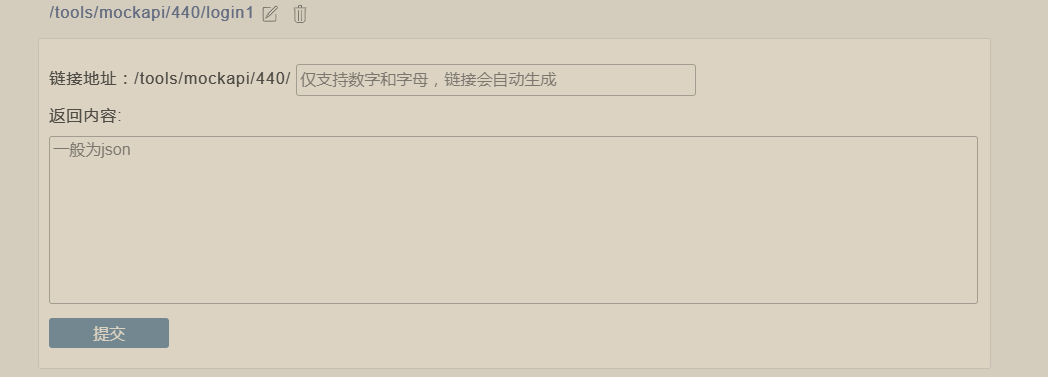 /tools/mockapi/440/login1
链接地址：/tools/mockapi/440/ 仅支持数字和字母，链接会自动生成
返回内容:
一般为json
提交